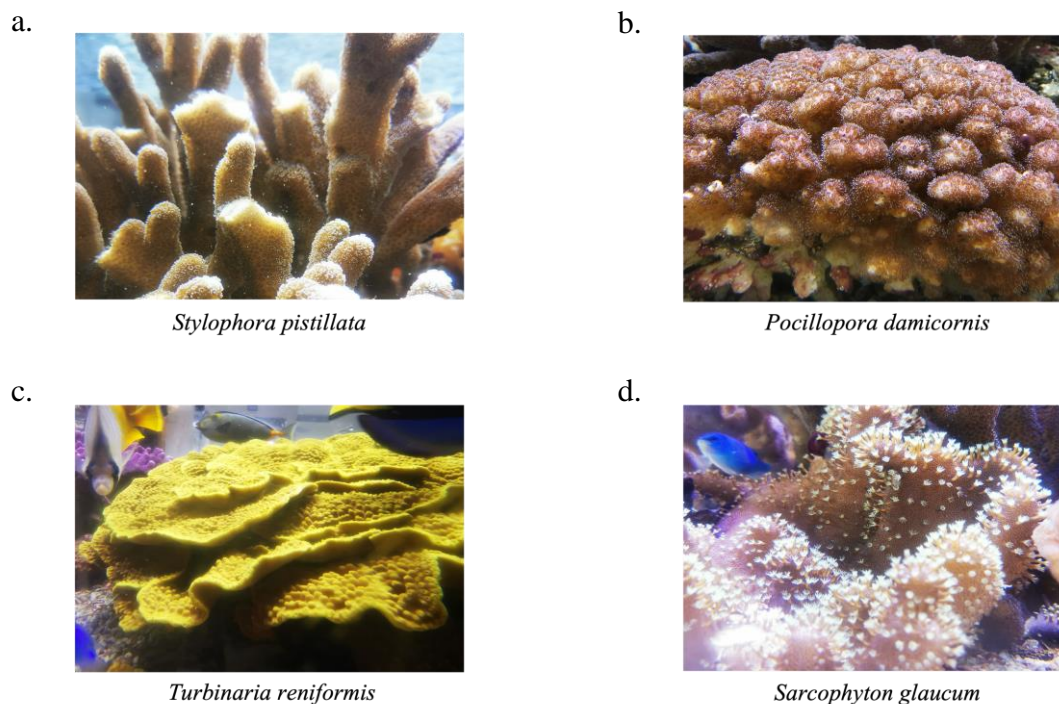 a.
b.
Stylophora pistillata
Pocillopora damicornis
c.
d.
Turbinaria reniformis
Sarcophyton glaucum